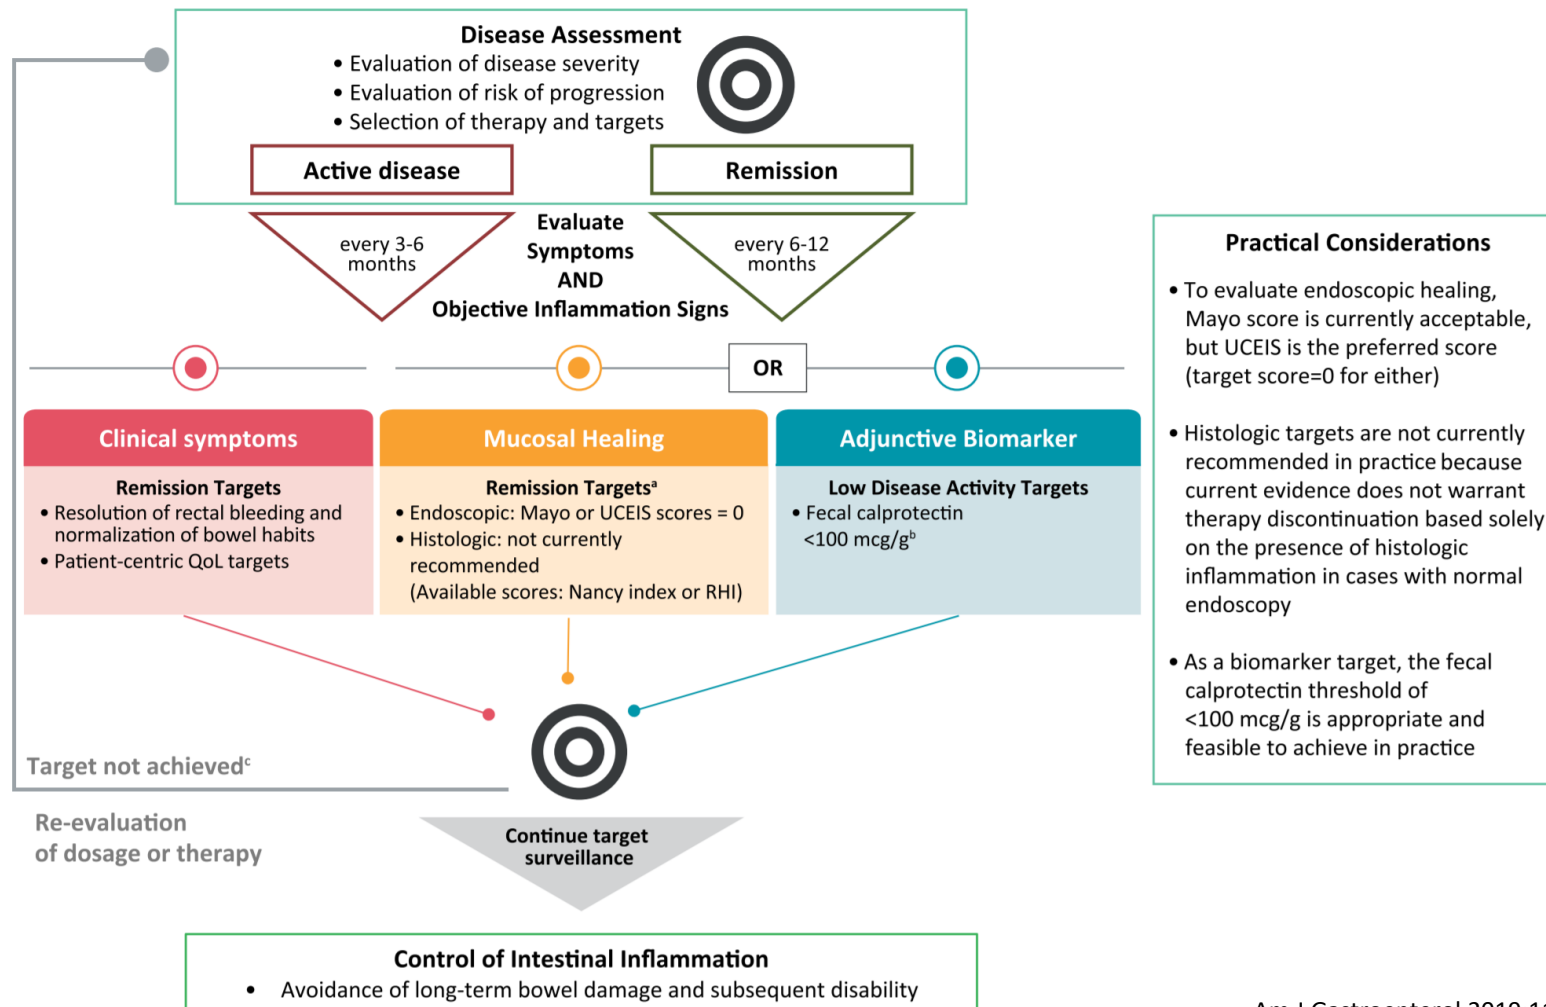 Disease Assessment
• Evaluation of disease severity
• Evaluation of risk of progression
• Selection of therapy and targets
Active disease
Remission
every 3-6
months
Evaluate
Symptoms
AND
Objective Inflammation Signs
every 6-12
months
OR
Clinical symptoms
Remission Targets
• Resolution of rectal bleeding and
normalization of bowel habits
• Patient-centric QoL targets
Mucosal Healing
Remission Targetsᵃ
• Endoscopic: Mayo or UCEIS scores = 0
• Histologic: not currently
recommended
(Available scores: Nancy index or RHI)
Adjunctive Biomarker
Low Disease Activity Targets
• Fecal calprotectin
<100 mcg/gᵇ
Target not achievedᶜ
Re-evaluation
of dosage or therapy
Continue target
surveillance
Control of Intestinal Inflammation
• Avoidance of long-term bowel damage and subsequent disability
Practical Considerations
• To evaluate endoscopic healing,
Mayo score is currently acceptable,
but UCEIS is the preferred score
(target score=0 for either)
• Histologic targets are not currently
recommended in practice because
current evidence does not warrant
therapy discontinuation based solely
on the presence of histologic
inflammation in cases with normal
endoscopy
• As a biomarker target, the fecal
calprotectin threshold of
<100 mcg/g is appropriate and
feasible to achieve in practice